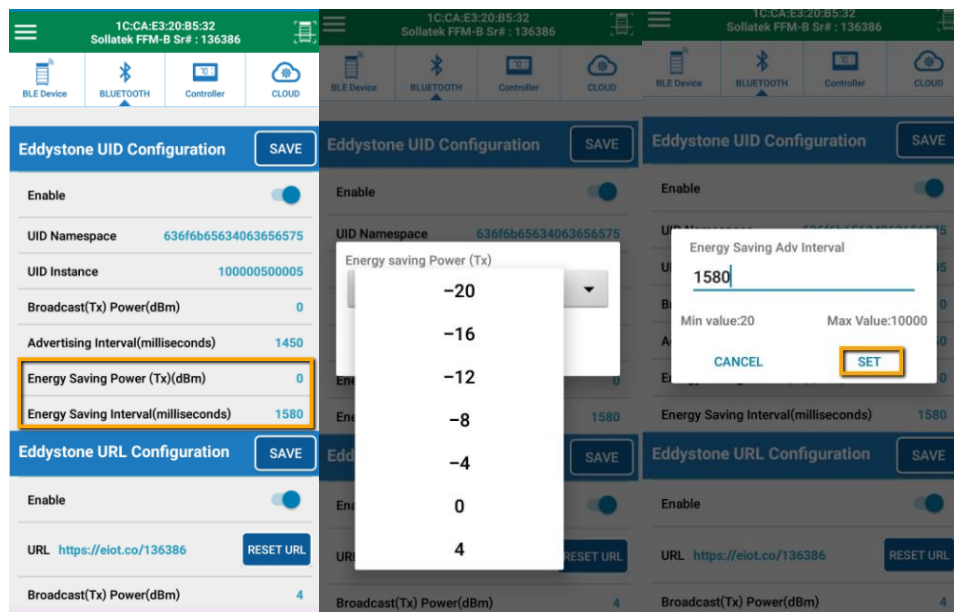 1C:CA:E3:20:B5:32
Sollatek FFM-B Sr# : 136386
BLE Device
BLUETOOTH
Controller
CLOUD
Eddystone UID Configuration
SAVE
Enable
UID Namespace 636f6b65634063656575
UID Instance 100000500005
Broadcast(Tx) Power(dBm) 0
Advertising Interval(milliseconds) 1450
Energy Saving Power (Tx)(dBm) 0
Energy Saving Interval(milliseconds) 1580
Eddystone URL Configuration
SAVE
Enable
URL https://eiot.co/136386
RESET URL
Broadcast(Tx) Power(dBm) 4
1C:CA:E3:20:B5:32
Sollatek FFM-B Sr# : 136386
BLE Device
BLUETOOTH
Controller
CLOUD
Eddystone UID Configuration
SAVE
Enable
UID Namespace 636f6b65634063656575
Energy saving Power (Tx)
-20
-16
-12
-8
-4
0
4
1580
SAVE
RESET URL
Broadcast(Tx) Power(dBm) 4
1C:CA:E3:20:B5:32
Sollatek FFM-B Sr# : 136386
BLE Device
BLUETOOTH
Controller
CLOUD
Eddystone UID Configuration
SAVE
Enable
Energy Saving Adv Interval
1580
Min value:20 Max Value:10000
CANCEL
SET
Energy Saving Interval(milliseconds) 1580
Eddystone URL Configuration
SAVE
Enable
URL https://eiot.co/136386
RESET URL
Broadcast(Tx) Power(dBm) 4